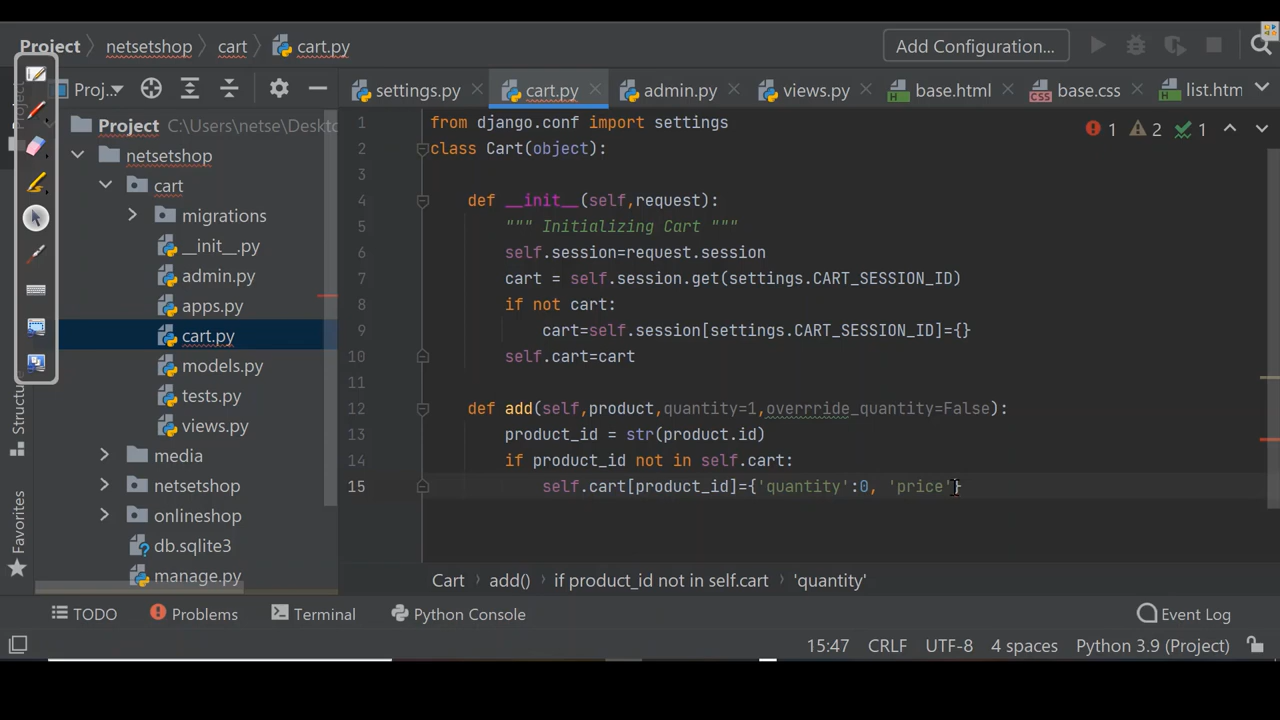 Project netsetshop cart cart.py Add Configuration...
Proj... settings.py cart.py admin.py views.py base.html base.css list.htm
Project
Structure
Favorites
Project C:\Users\netse\Deskto
netsetshop
cart
migrations
__init__.py
admin.py
apps.py
cart.py
models.py
tests.py
views.py
media
netsetshop
onlineshop
db.sqlite3
manage.py
1 from django.conf import settings
2 class Cart(object):
3
4 def __init__(self,request):
5 """ Initializing Cart """
6 self.session=request.session
7 cart = self.session.get(settings.CART_SESSION_ID)
8 if not cart:
9 cart=self.session[settings.CART_SESSION_ID]={}
10 self.cart=cart
11
12 def add(self,product,quantity=1,overrride_quantity=False):
13 product_id = str(product.id)
14 if product_id not in self.cart:
15 self.cart[product_id]={'quantity':0, 'price'}
1 2 1
Cart add() if product_id not in self.cart 'quantity'
TODO Problems Terminal Python Console Event Log
15:47 CRLF UTF-8 4 spaces Python 3.9 (Project)